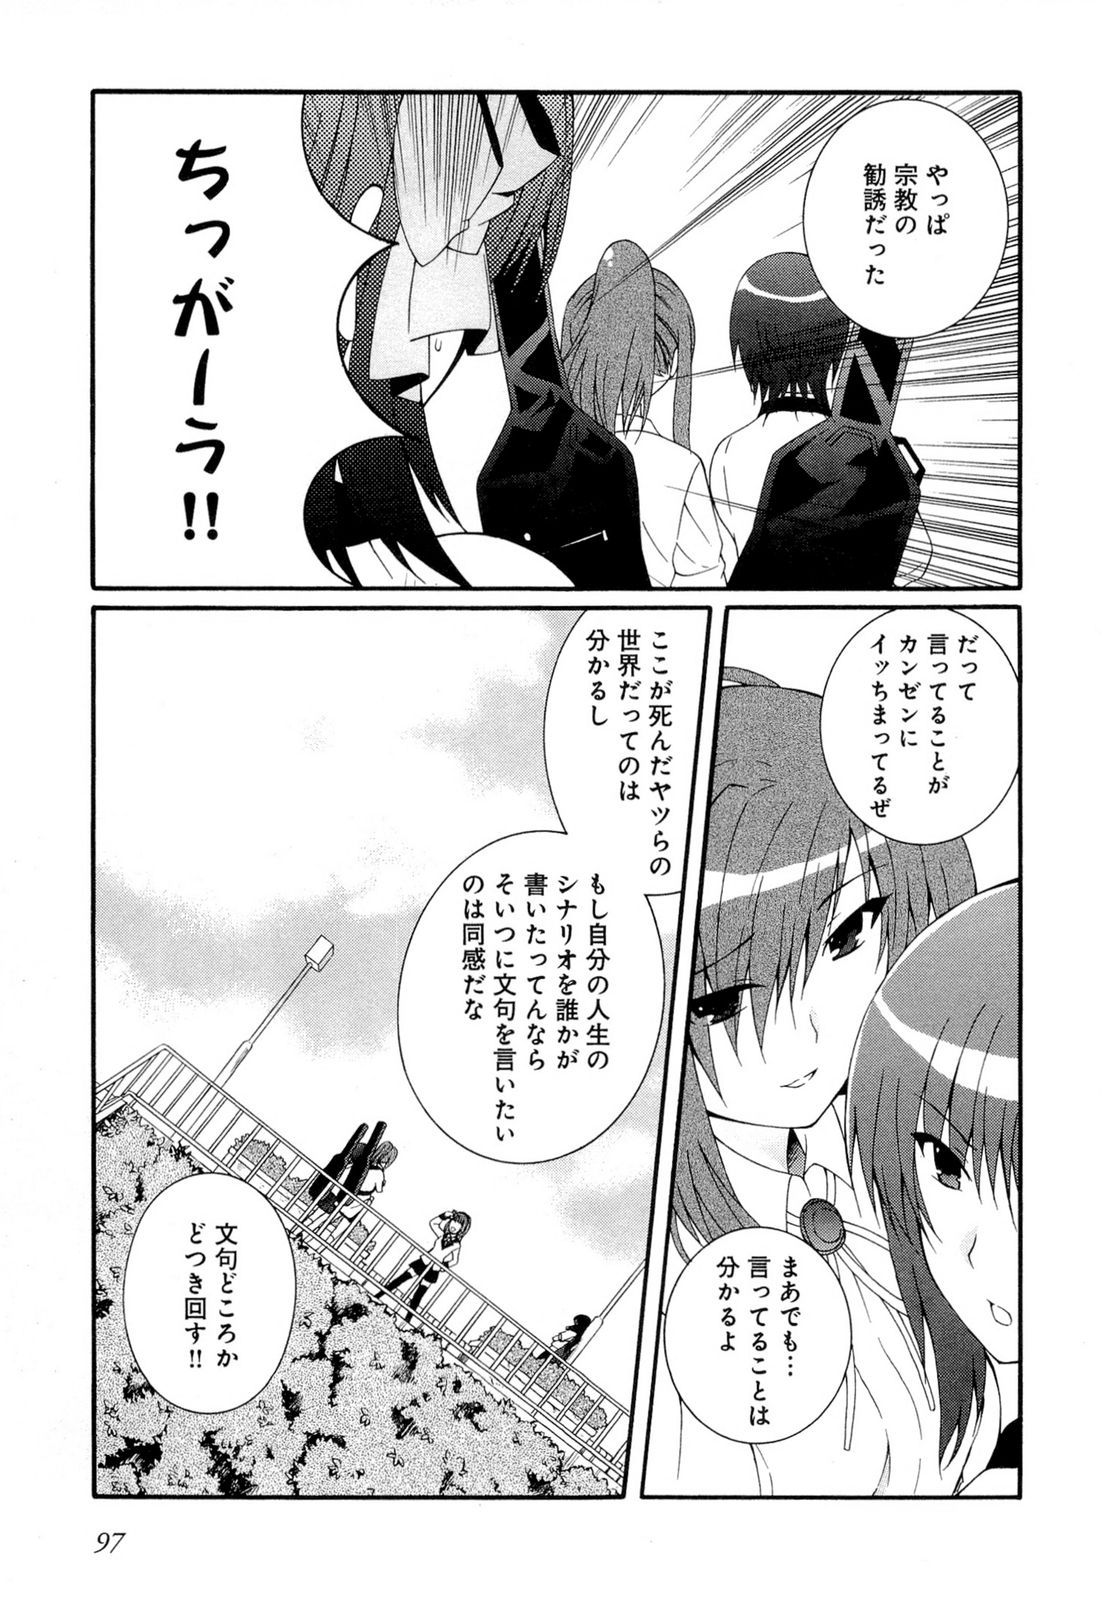 やっぱ
宗教の
勧誘だった
ちっがーう!!
だって
言ってることが
カンゼンに
イッちまってるぜ
まあでも…
言ってることは
分かるよ
ここが死んだヤツらの
世界だってのは
分かるし
もし自分の人生の
シナリオを誰かが
書いたってんなら
そいつに文句を言いたい
のは同感だな
文句どころか
どつき回す!!
97